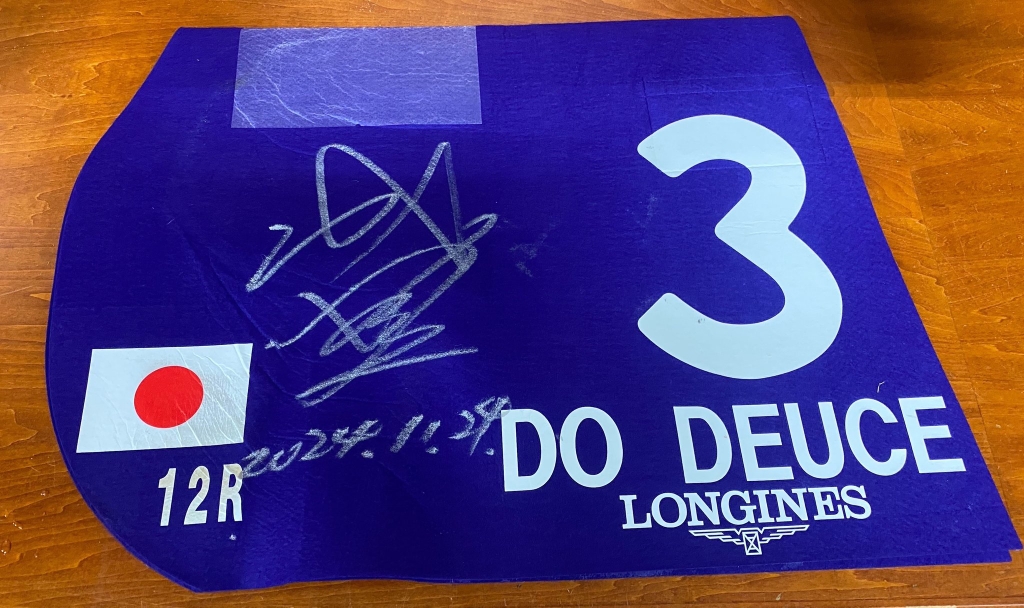 3
2024.11.24.
DO DEUCE
12R
LONGINES